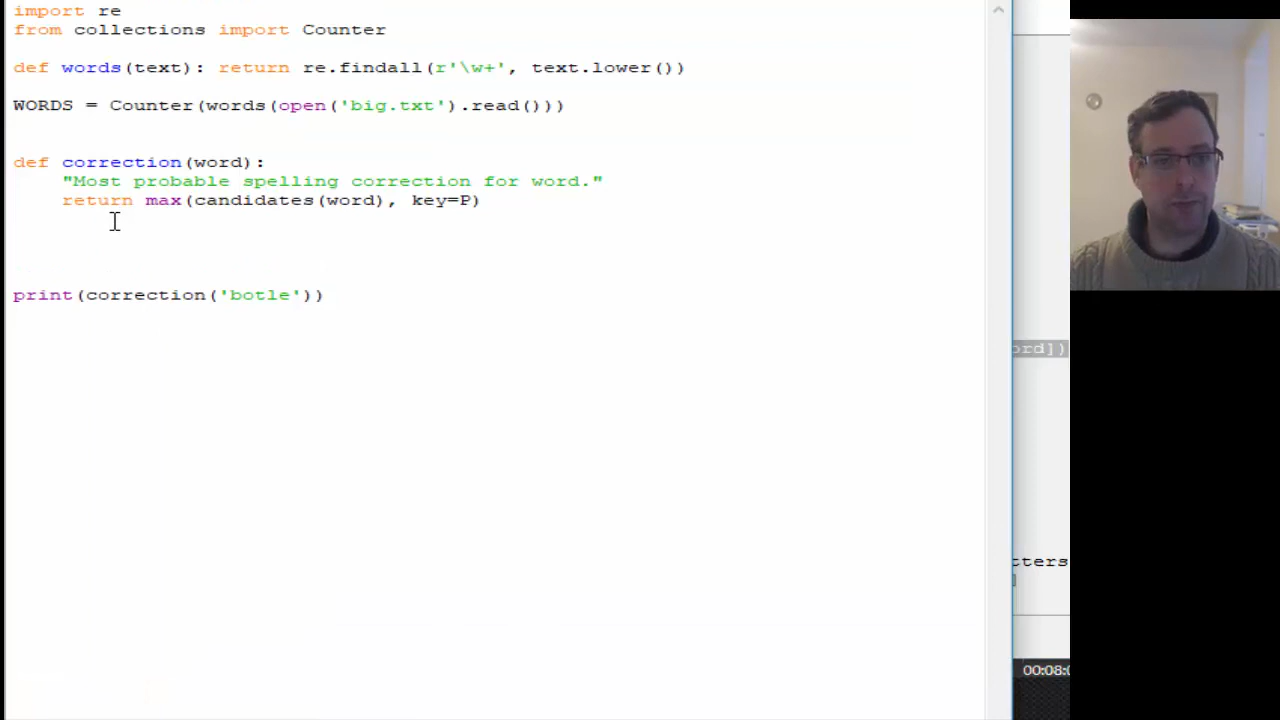 import re
from collections import Counter
def words(text): return re.findall(r'\w+', text.lower())
WORDS = Counter(words(open('big.txt').read()))
def correction(word):
"Most probable spelling correction for word."
return max(candidates(word), key=P)
print(correction('botle'))
ord])
tters
00:08: